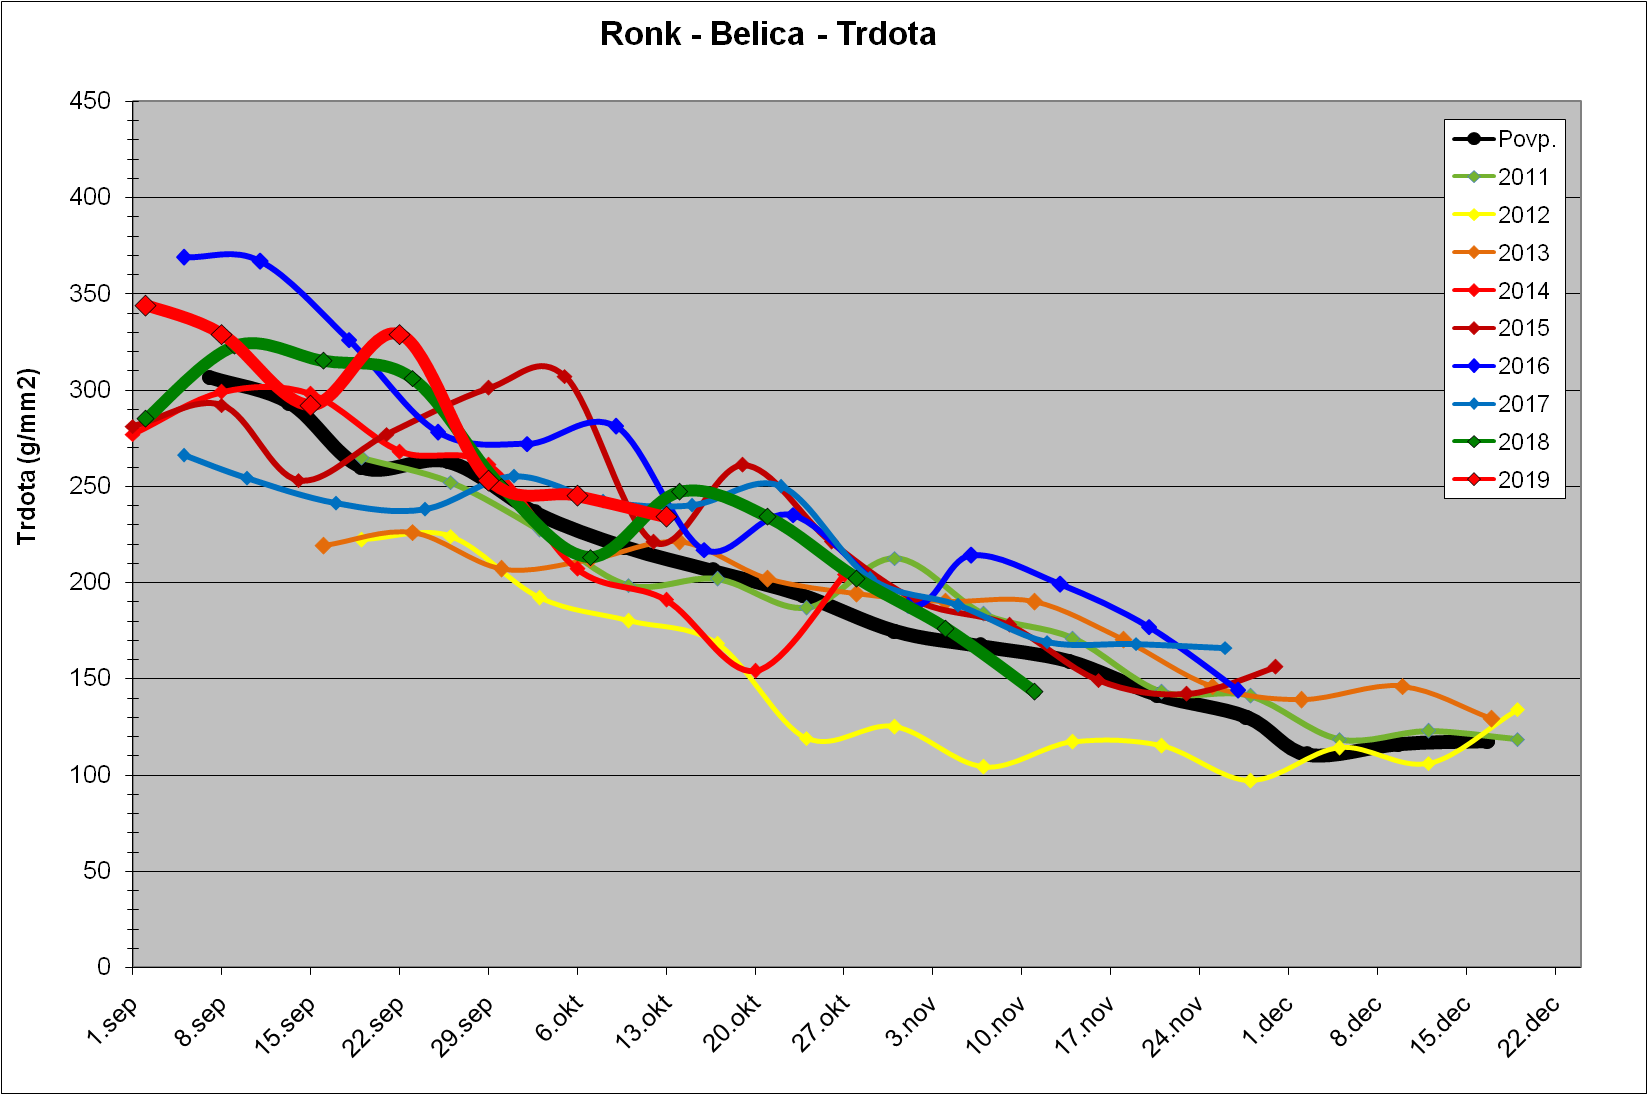 Ronk - Belica - Trdota
Trdota (g/mm2)
450
400
350
300
250
200
150
100
50
0
Povp.
2011
2012
2013
2014
2015
2016
2017
2018
2019
1.sep
8.sep
15.sep
22.sep
29.sep
6.okt
13.okt
20.okt
27.okt
3.nov
10.nov
17.nov
24.nov
1.dec
8.dec
15.dec
22.dec